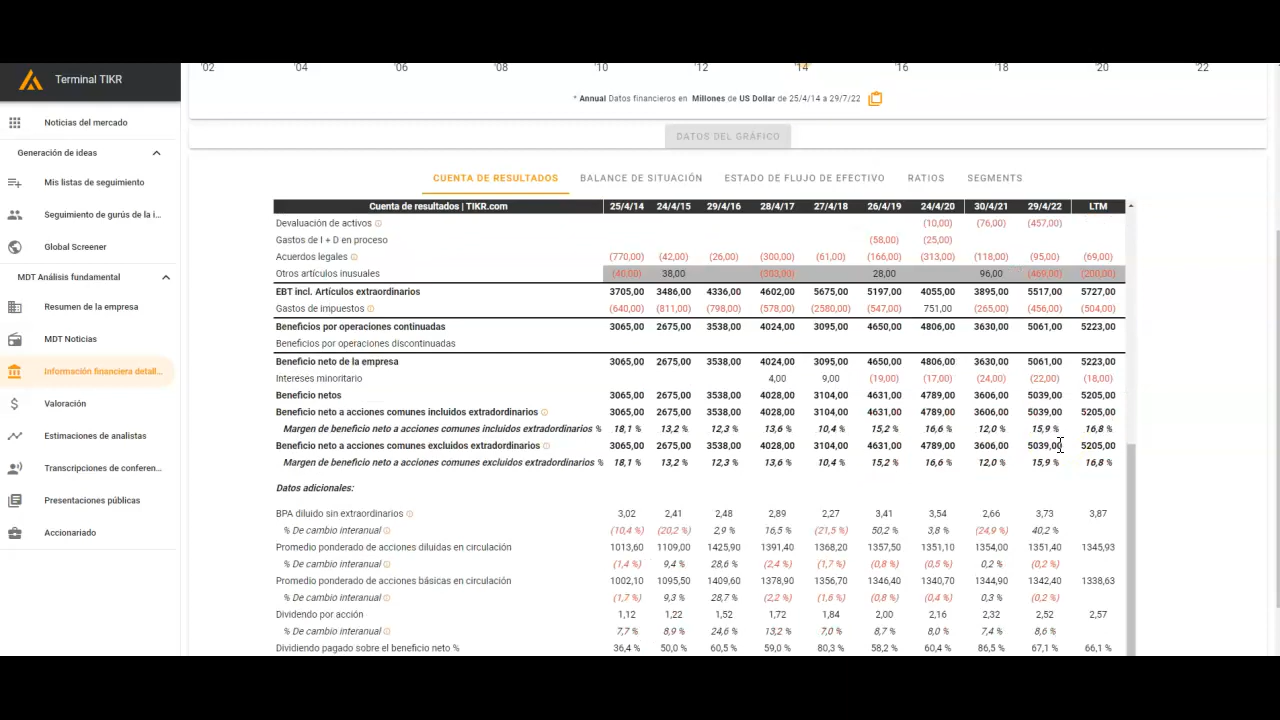 '02 '04 '06 '08 '10 '12 '14 '16 '18 '20 '22
Terminal TIKR
* Annual Datos financieros en Millones de US Dollar de 25/4/14 a 29/7/22
Noticias del mercado
Generación de ideas
Mis listas de seguimiento
Seguimiento de gurús de la i...
Global Screener
MDT Análisis fundamental
Resumen de la empresa
MDT Noticias
Información financiera detall...
Valoración
Estimaciones de analistas
Transcripciones de conferen...
Presentaciones públicas
Accionariado
DATOS DEL GRÁFICO
CUENTA DE RESULTADOS BALANCE DE SITUACIÓN ESTADO DE FLUJO DE EFECTIVO RATIOS SEGMENTS
Cuenta de resultados | TIKR.com 25/4/14 24/4/15 29/4/16 28/4/17 27/4/18 26/4/19 24/4/20 30/4/21 29/4/22 LTM
Devaluación de activos (10,00) (76,00) (457,00)
Gastos de I + D en proceso (58,00) (25,00)
Acuerdos legales (770,00) (42,00) (26,00) (300,00) (61,00) (166,00) (313,00) (118,00) (95,00) (69,00)
Otros artículos inusuales (40,00) 38,00 (303,00) 28,00 96,00 (469,00) (200,00)
EBT incl. Artículos extraordinarios 3705,00 3486,00 4336,00 4602,00 5675,00 5197,00 4055,00 3895,00 5517,00 5727,00
Gastos de impuestos (640,00) (811,00) (798,00) (578,00) (2580,00) (547,00) 751,00 (265,00) (456,00) (504,00)
Beneficios por operaciones continuadas 3065,00 2675,00 3538,00 4024,00 3095,00 4650,00 4806,00 3630,00 5061,00 5223,00
Beneficios por operaciones discontinuadas
Beneficio neto de la empresa 3065,00 2675,00 3538,00 4024,00 3095,00 4650,00 4806,00 3630,00 5061,00 5223,00
Intereses minoritario 4,00 9,00 (19,00) (17,00) (24,00) (22,00) (18,00)
Beneficio netos 3065,00 2675,00 3538,00 4028,00 3104,00 4631,00 4789,00 3606,00 5039,00 5205,00
Beneficio neto a acciones comunes incluidos extradordinarios 3065,00 2675,00 3538,00 4028,00 3104,00 4631,00 4789,00 3606,00 5039,00 5205,00
Margen de beneficio neto a acciones comunes incluidos extradordinarios % 18,1 % 13,2 % 12,3 % 13,6 % 10,4 % 15,2 % 16,6 % 12,0 % 15,9 % 16,8 %
Beneficio neto a acciones comunes excluidos extradordinarios 3065,00 2675,00 3538,00 4028,00 3104,00 4631,00 4789,00 3606,00 5039,00 5205,00
Margen de beneficio neto a acciones comunes excluidos extraordinarios % 18,1 % 13,2 % 12,3 % 13,6 % 10,4 % 15,2 % 16,6 % 12,0 % 15,9 % 16,8 %
Datos adicionales:
BPA diluido sin extraordinarios 3,02 2,41 2,48 2,89 2,27 3,41 3,54 2,66 3,73 3,87
% De cambio interanual (10,4 %) (20,2 %) 2,9 % 16,5 % (21,5 %) 50,2 % 3,8 % (24,9 %) 40,2 %
Promedio ponderado de acciones diluidas en circulación 1013,60 1109,00 1425,90 1391,40 1368,20 1357,50 1351,10 1354,00 1351,40 1345,93
% De cambio interanual (1,4 %) 9,4 % 28,6 % (2,4 %) (1,7 %) (0,8 %) (0,5 %) 0,2 % (0,2 %)
Promedio ponderado de acciones básicas en circulación 1002,10 1095,50 1409,60 1378,90 1356,70 1346,40 1340,70 1344,90 1342,40 1338,63
% De cambio interanual (1,7 %) 9,3 % 28,7 % (2,2 %) (1,6 %) (0,8 %) (0,4 %) 0,3 % (0,2 %)
Dividendo por acción 1,12 1,22 1,52 1,72 1,84 2,00 2,16 2,32 2,52 2,57
% De cambio interanual 7,7 % 8,9 % 24,6 % 13,2 % 7,0 % 8,7 % 8,0 % 7,4 % 8,6 %
Dividiendo pagado sobre el beneficio neto % 36,4 % 50,0 % 60,5 % 59,0 % 80,3 % 58,2 % 60,4 % 86,5 % 67,1 % 66,1 %